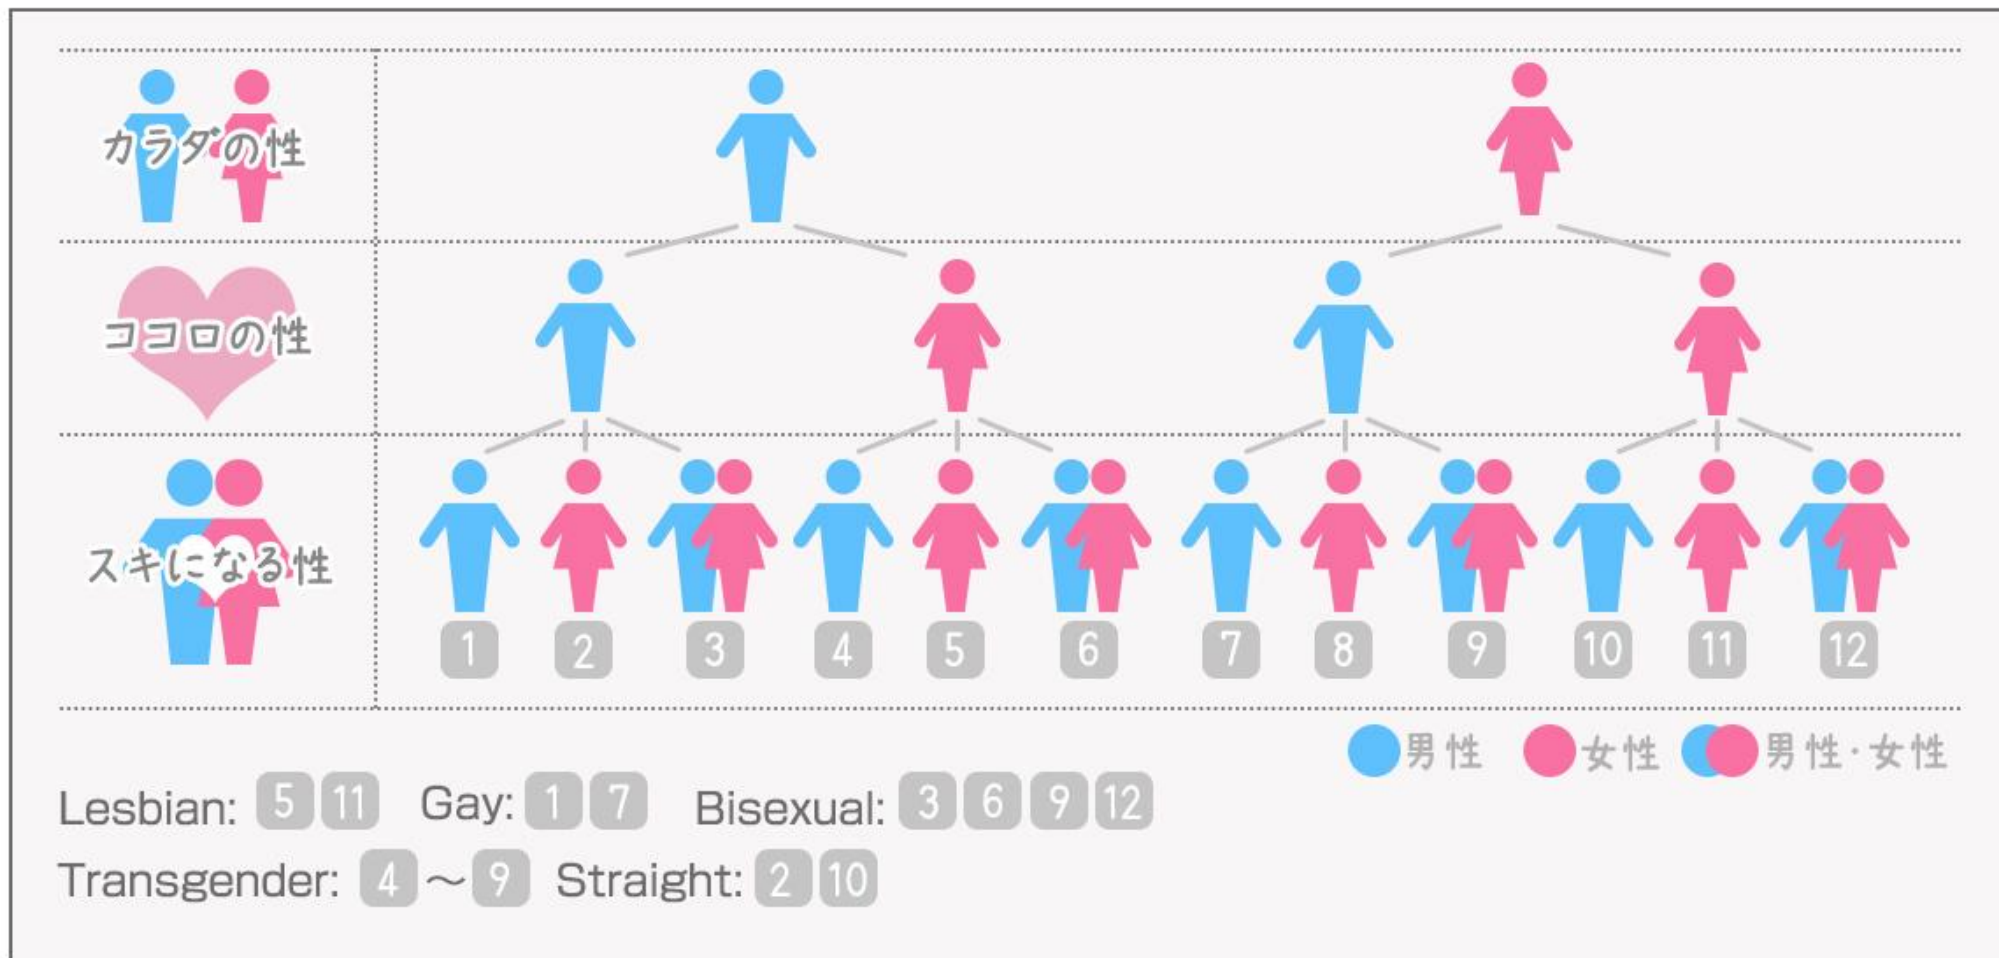 カラダの性
ココロの性
スキになる性
1 2 3 4 5 6 7 8 9 10 11 12
男性 女性 男性・女性
Lesbian: 5 11 Gay: 1 7 Bisexual: 3 6 9 12
Transgender: 4 〜 9 Straight: 2 10